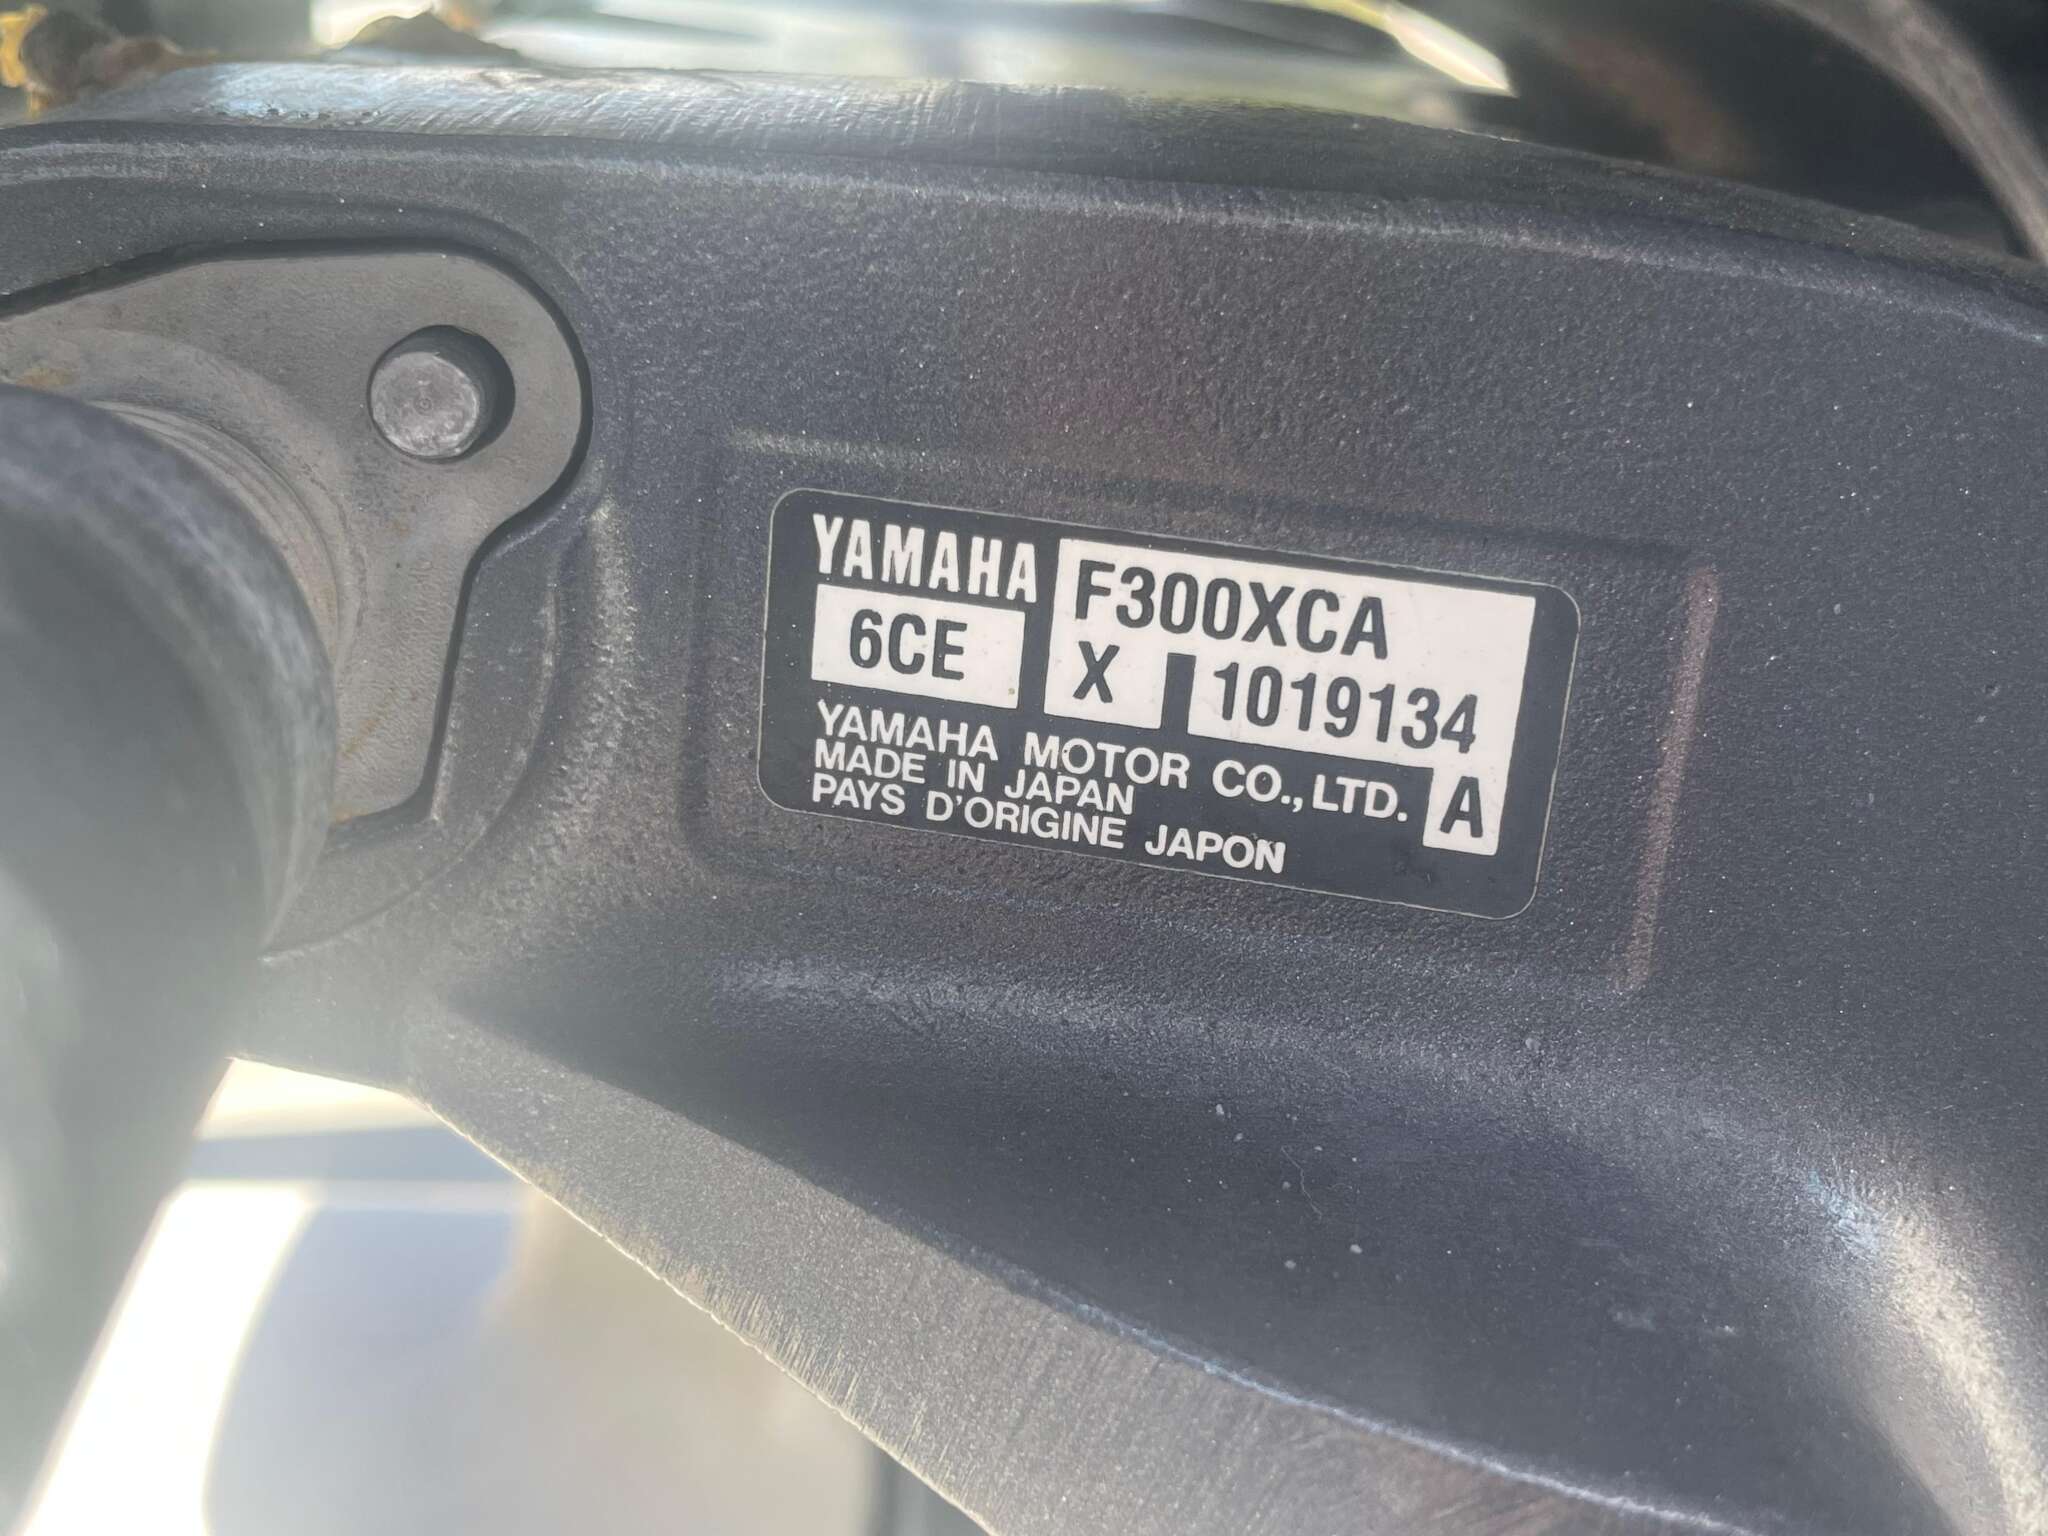 YAMAHA F300XCA
6CE X 1019134
YAMAHA MOTOR CO., LTD. A
MADE IN JAPAN
PAYS D'ORIGINE JAPON